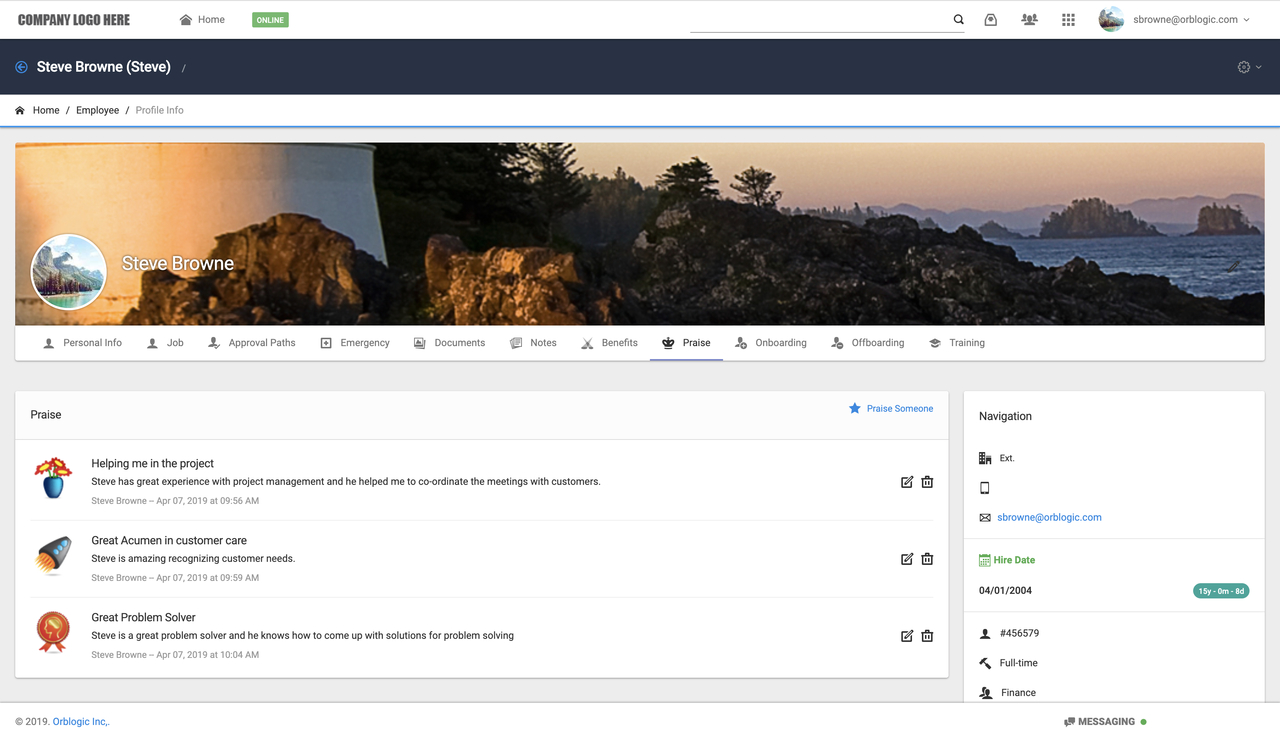 COMPANY LOGO HERE
Home
ONLINE
sbrowne@orblogic.com
Steve Browne (Steve) /
Home / Employee / Profile Info
Steve Browne
Personal Info
Job
Approval Paths
Emergency
Documents
Notes
Benefits
Praise
Onboarding
Offboarding
Training
Praise
Praise Someone
Helping me in the project
Steve has great experience with project management and he helped me to co-ordinate the meetings with customers.
Steve Browne -- Apr 07, 2019 at 09:56 AM
Great Acumen in customer care
Steve is amazing recognizing customer needs.
Steve Browne -- Apr 07, 2019 at 09:59 AM
Great Problem Solver
Steve is a great problem solver and he knows how to come up with solutions for problem solving
Steve Browne -- Apr 07, 2019 at 10:04 AM
Navigation
Ext.
sbrowne@orblogic.com
Hire Date
04/01/2004
15y - 0m - 8d
#456579
Full-time
Finance
© 2019. Orblogic Inc,.
MESSAGING